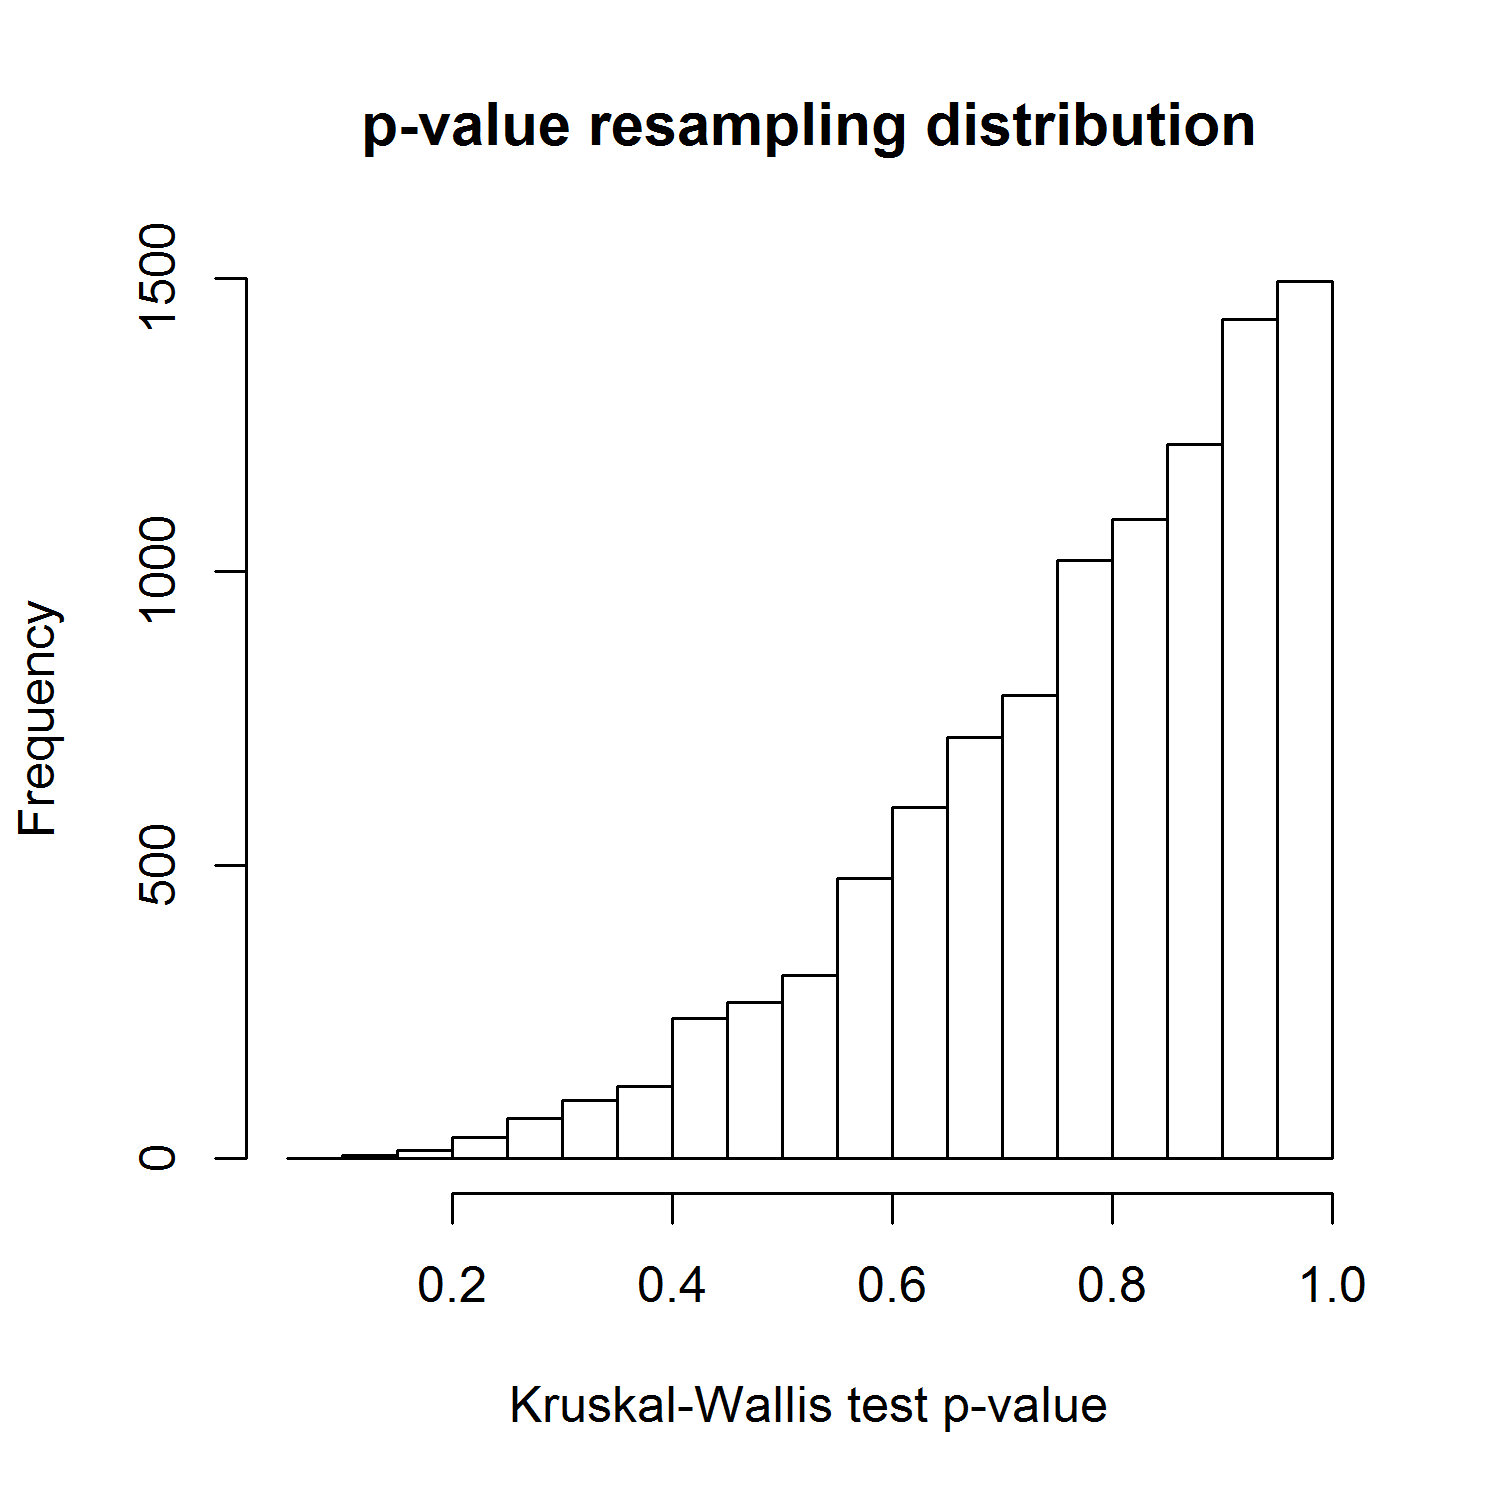 p-value resampling distribution
1500
1000
500
0
Frequency
0.2 0.4 0.6 0.8 1.0
Kruskal-Wallis test p-value